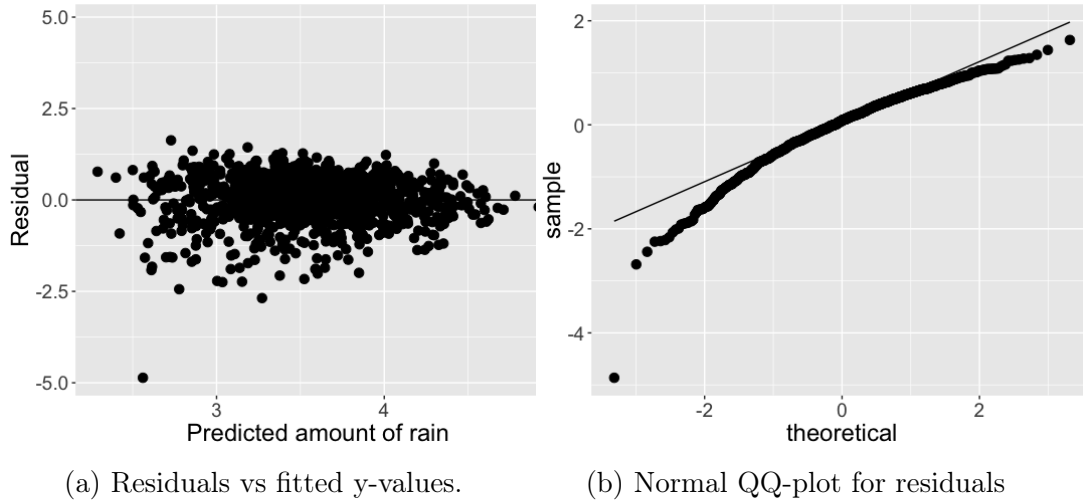 5.0
2.5
0.0
-2.5
-5.0
Residual
3
4
Predicted amount of rain
(a) Residuals vs fitted y-values.
2
0
-2
-4
sample
-2
0
2
theoretical
(b) Normal QQ-plot for residuals